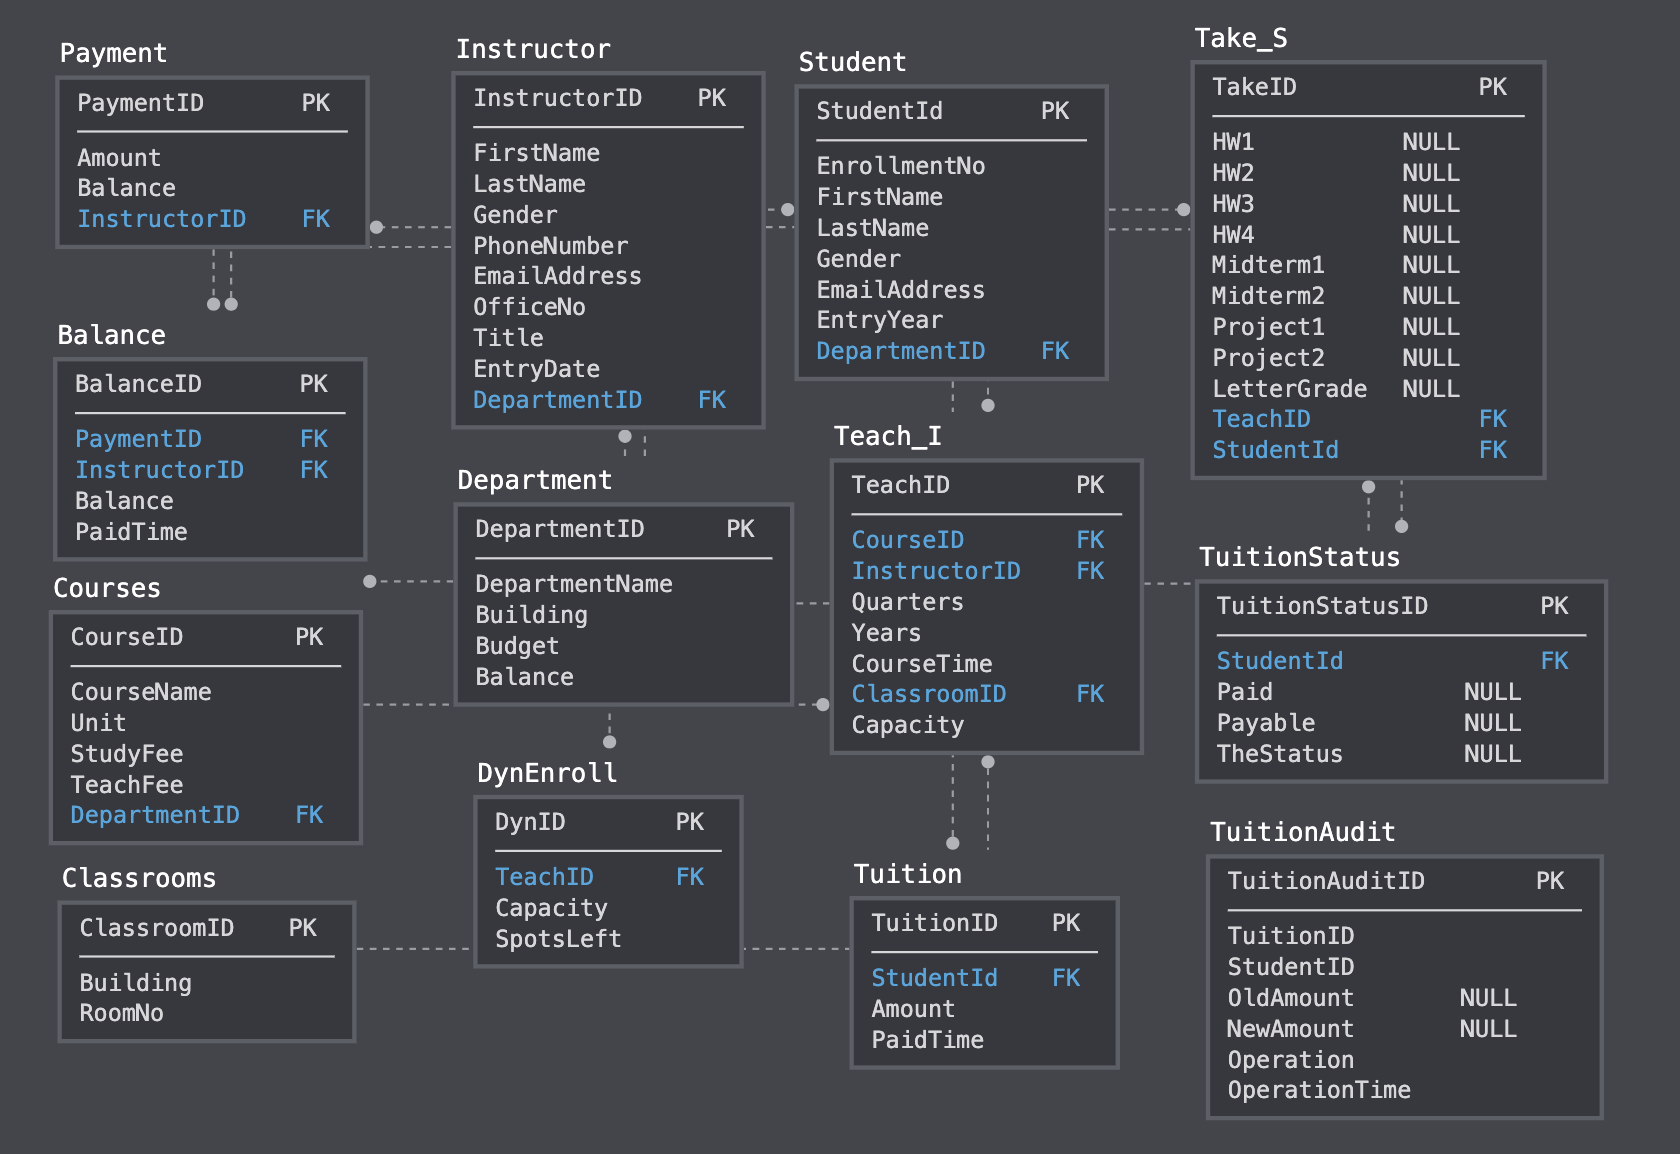 Payment
PaymentID PK
Amount
Balance
InstructorID FK
Instructor
InstructorID PK
FirstName
LastName
Gender
PhoneNumber
EmailAddress
OfficeNo
Title
EntryDate
DepartmentID FK
Student
StudentId PK
EnrollmentNo
FirstName
LastName
Gender
EmailAddress
EntryYear
DepartmentID FK
Take_S
TakeID PK
HW1 NULL
HW2 NULL
HW3 NULL
HW4 NULL
Midterm1 NULL
Midterm2 NULL
Project1 NULL
Project2 NULL
LetterGrade NULL
TeachID FK
StudentId FK
Balance
BalanceID PK
PaymentID FK
InstructorID FK
Balance
PaidTime
Department
DepartmentID PK
DepartmentName
Building
Budget
Balance
Teach_I
TeachID PK
CourseID FK
InstructorID FK
Quarters
Years
CourseTime
ClassroomID FK
Capacity
TuitionStatus
TuitionStatusID PK
StudentId FK
Paid NULL
Payable NULL
TheStatus NULL
Courses
CourseID PK
CourseName
Unit
StudyFee
TeachFee
DepartmentID FK
DynEnroll
DynID PK
TeachID FK
Capacity
SpotsLeft
Classrooms
ClassroomID PK
Building
RoomNo
Tuition
TuitionID PK
StudentId FK
Amount
PaidTime
TuitionAudit
TuitionAuditID PK
TuitionID
StudentID
OldAmount NULL
NewAmount NULL
Operation
OperationTime